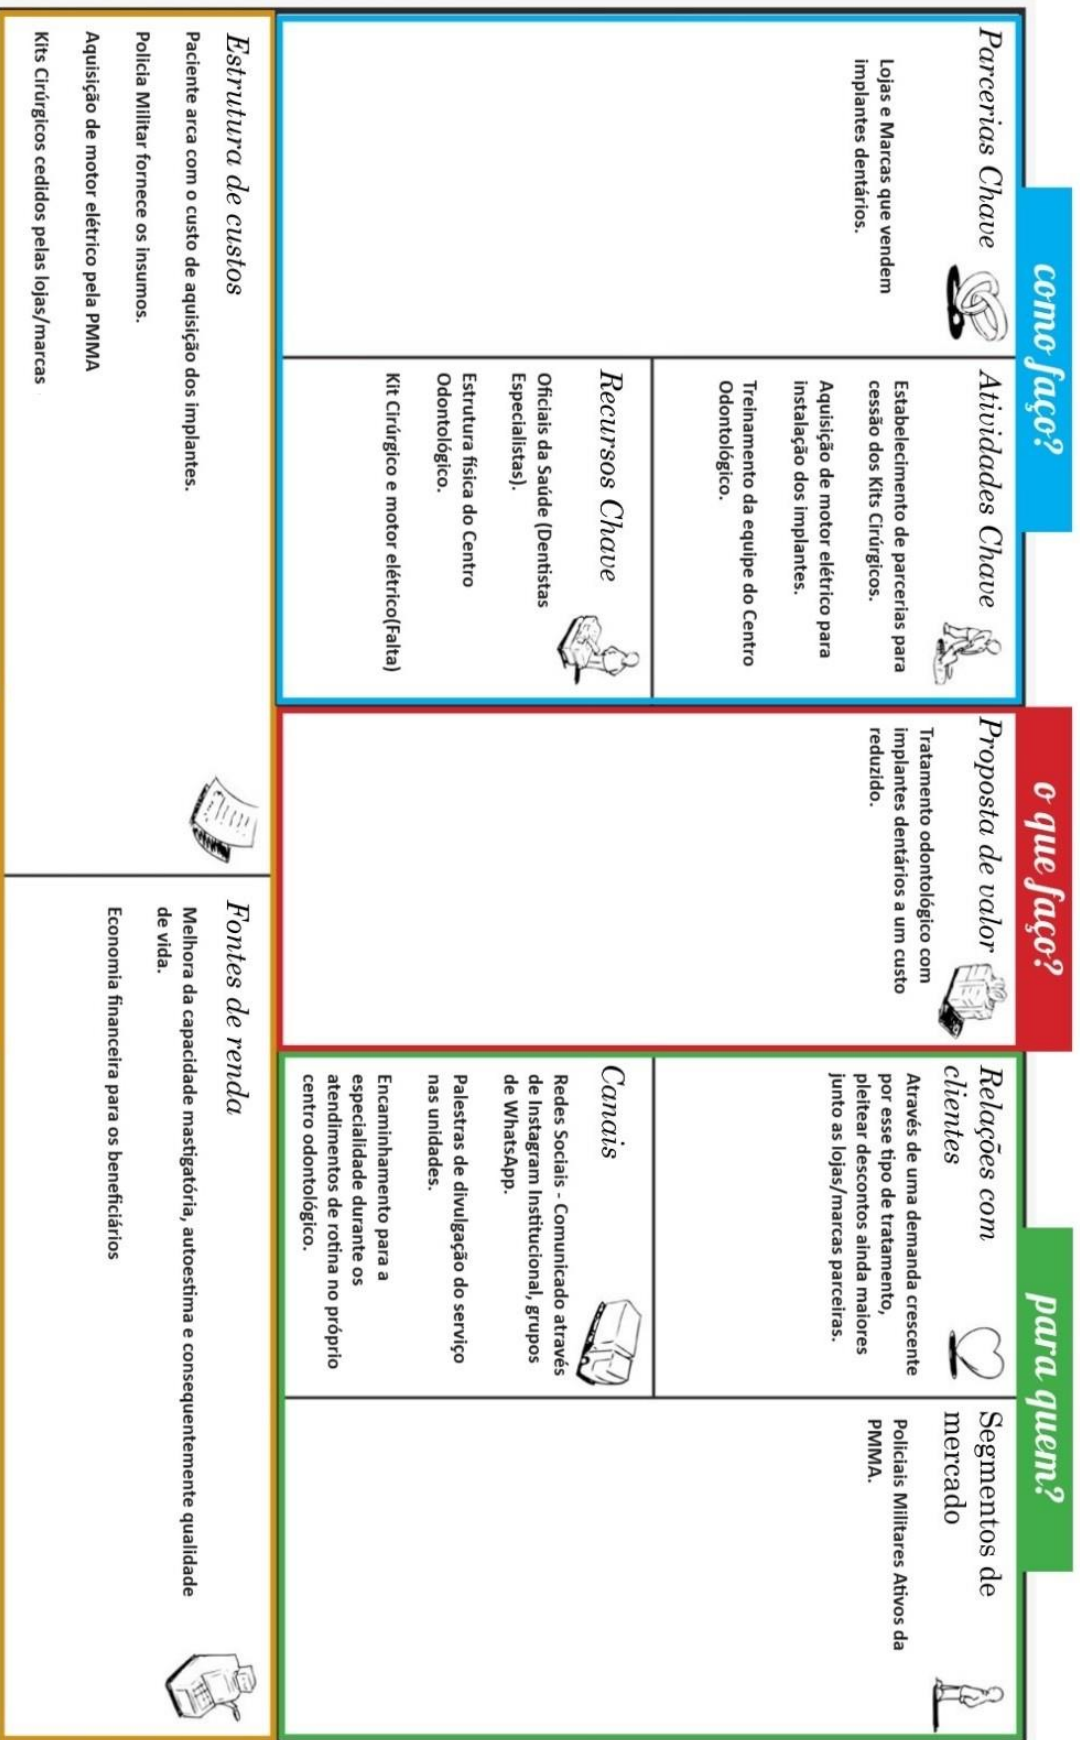 como faço?
Parcerias Chave
Lojas e Marcas que vendem
implantes dentários.
Atividades Chave
Estabelecimento de parcerias para
cessão dos Kits Cirúrgicos.
Aquisição de motor elétrico para
instalação dos implantes.
Treinamento da equipe do Centro
Odontológico.
Recursos Chave
Oficiais da Saúde (Dentistas
Especialistas).
Estrutura física do Centro
Odontológico.
Kit Cirúrgico e motor elétrico(Falta)
o que faço?
Proposta de valor
Tratamento odontológico com
implantes dentários a um custo
reduzido.
para quem?
Relações com
clientes
Através de uma demanda crescente
por esse tipo de tratamento,
pleitear descontos ainda maiores
junto as lojas/marcas parceiras.
Canais
Redes Sociais - Comunicado através
de Instagram Institucional, grupos
de WhatsApp.
Palestras de divulgação do serviço
nas unidades.
Encaminhamento para a
especialidade durante os
atendimentos de rotina no próprio
centro odontológico.
Segmentos de
mercado
Policiais Militares Ativos da
PMMA.
Estrutura de custos
Paciente arca com o custo de aquisição dos implantes.
Policia Militar fornece os insumos.
Aquisição de motor elétrico pela PMMA
Kits Cirúrgicos cedidos pelas lojas/marcas
Fontes de renda
Melhora da capacidade mastigatória, autoestima e consequentemente qualidade
de vida.
Economia financeira para os beneficiários